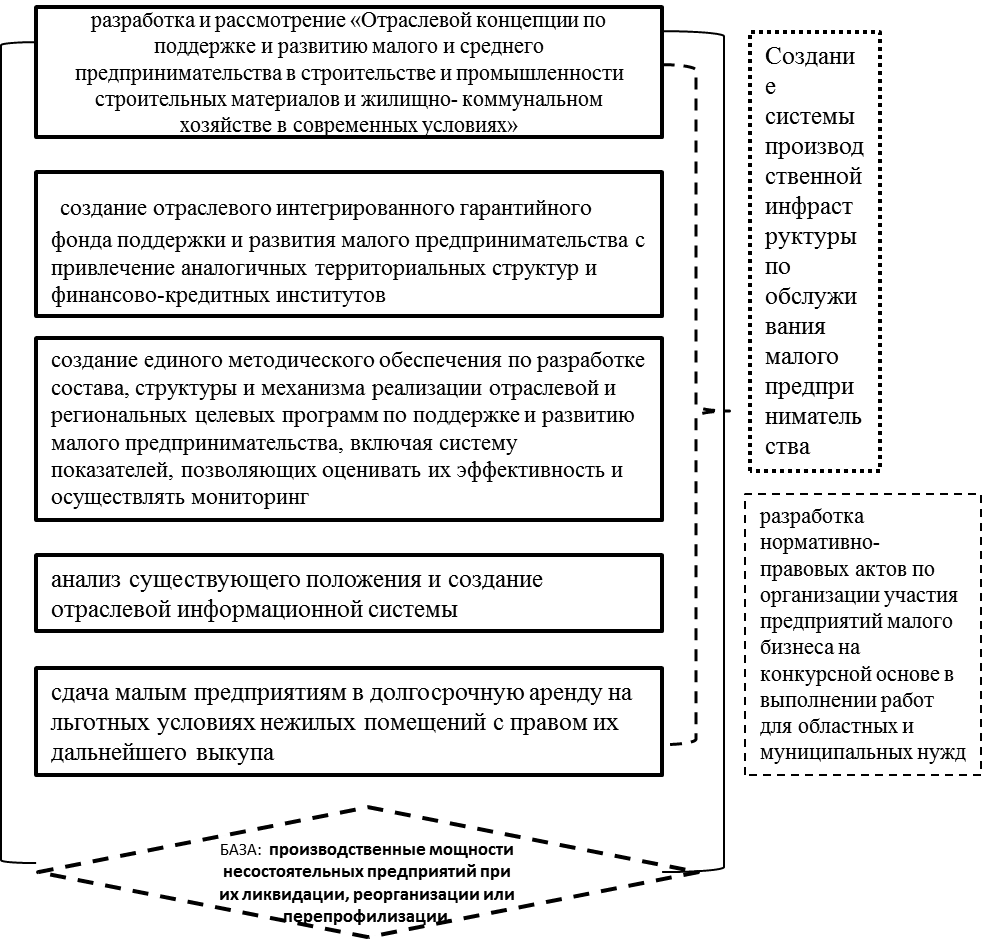 разработка и рассмотрение «Отраслевой концепции по
поддержке и развитию малого и среднего
предпринимательства в строительстве и промышленности
строительных материалов и жилищно- коммунальном
хозяйстве в современных условиях»
создание отраслевого интегрированного гарантийного
фонда поддержки и развития малого предпринимательства с
привлечение аналогичных территориальных структур и
финансово-кредитных институтов
создание единого методического обеспечения по разработке
состава, структуры и механизма реализации отраслевой и
региональных целевых программ по поддержке и развитию
малого предпринимательства, включая систему
показателей, позволяющих оценивать их эффективность и
осуществлять мониторинг
анализ существующего положения и создание
отраслевой информационной системы
сдача малым предприятиям в долгосрочную аренду на
льготных условиях нежилых помещений с правом их
дальнейшего выкупа
БАЗА: производственные мощности
несостоятельных предприятий при
их ликвидации, реорганизации или
перепрофилизации
Создани
е
системы
производ
ственной
инфраст
руктуры
по
обслужи
вания
малого
предпри
ниматель
ства
разработка
нормативно-
правовых актов по
организации участия
предприятий малого
бизнеса на
конкурсной основе в
выполнении работ
для областных и
муниципальных нужд